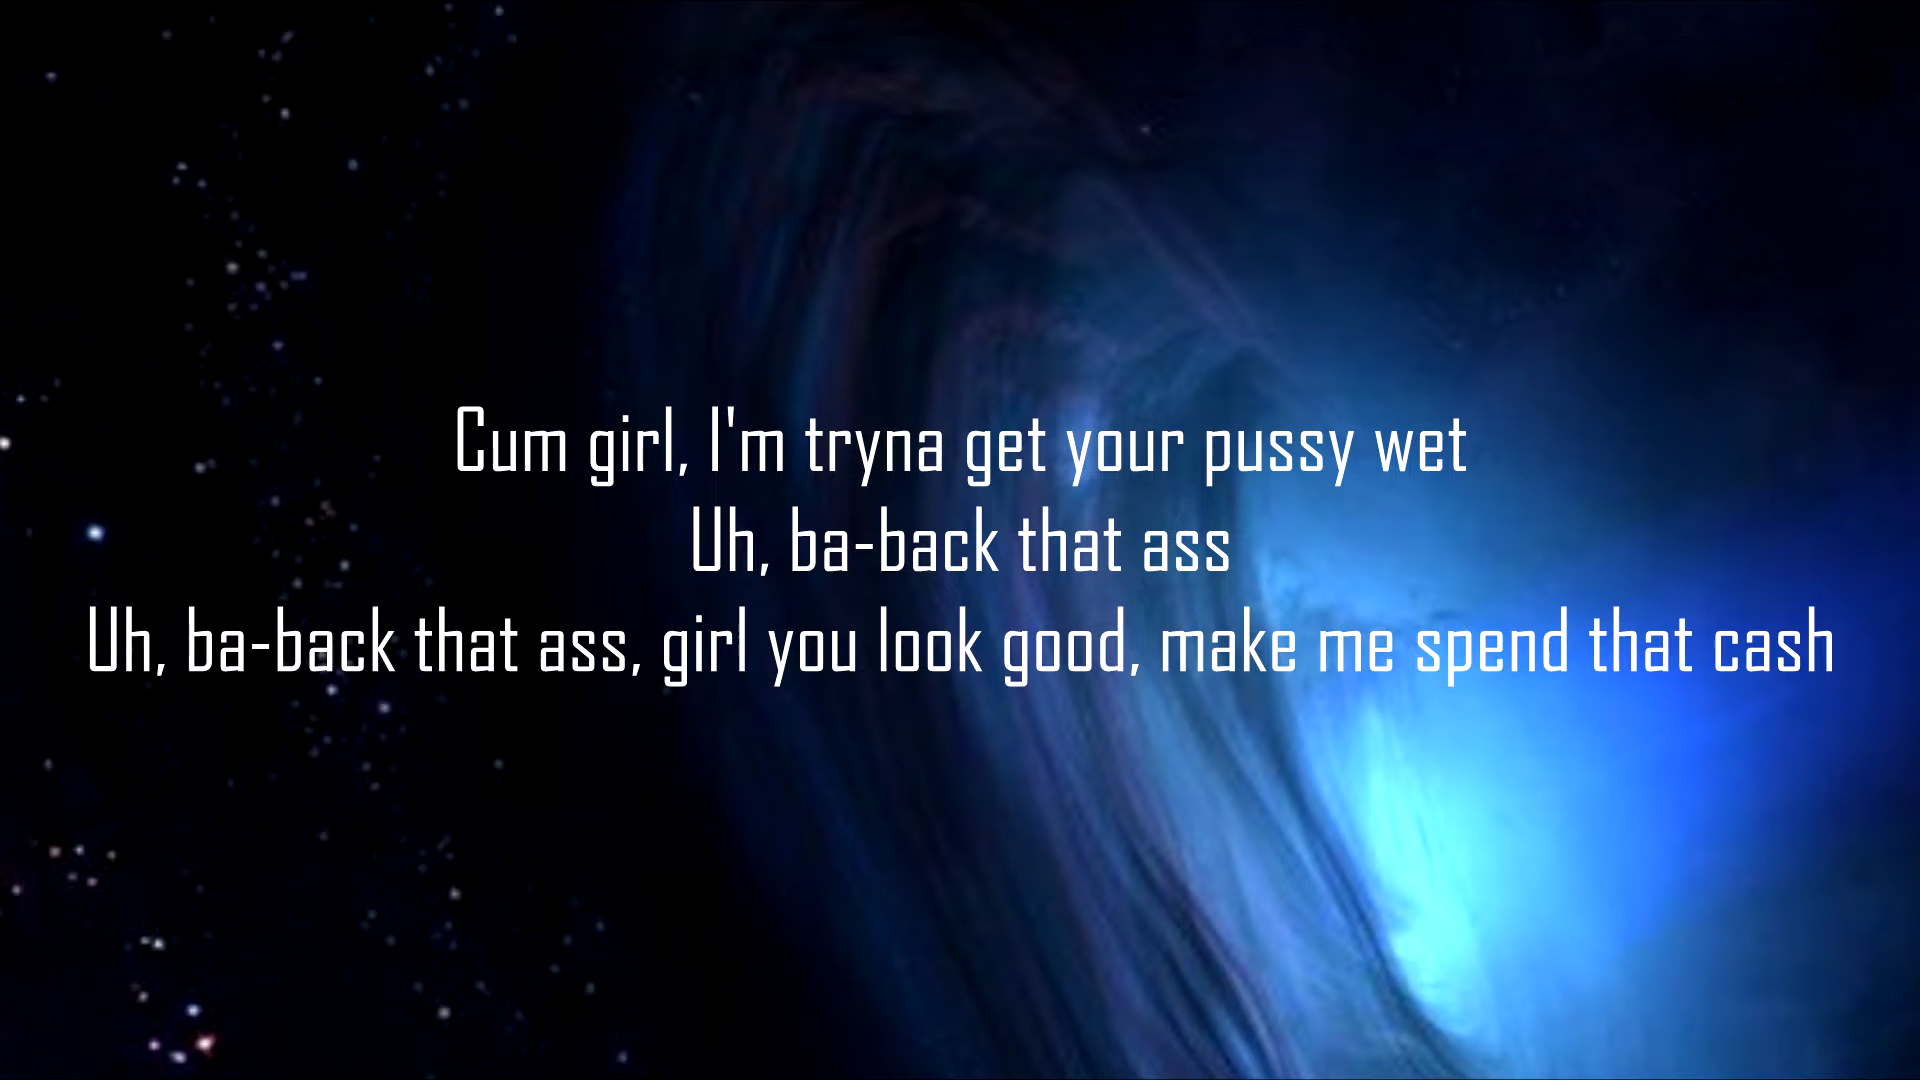 Cum girl, I'm tryna get your pussy wet
Uh, ba-back that ass
Uh, ba-back that ass, girl you look good, make me spend that cash